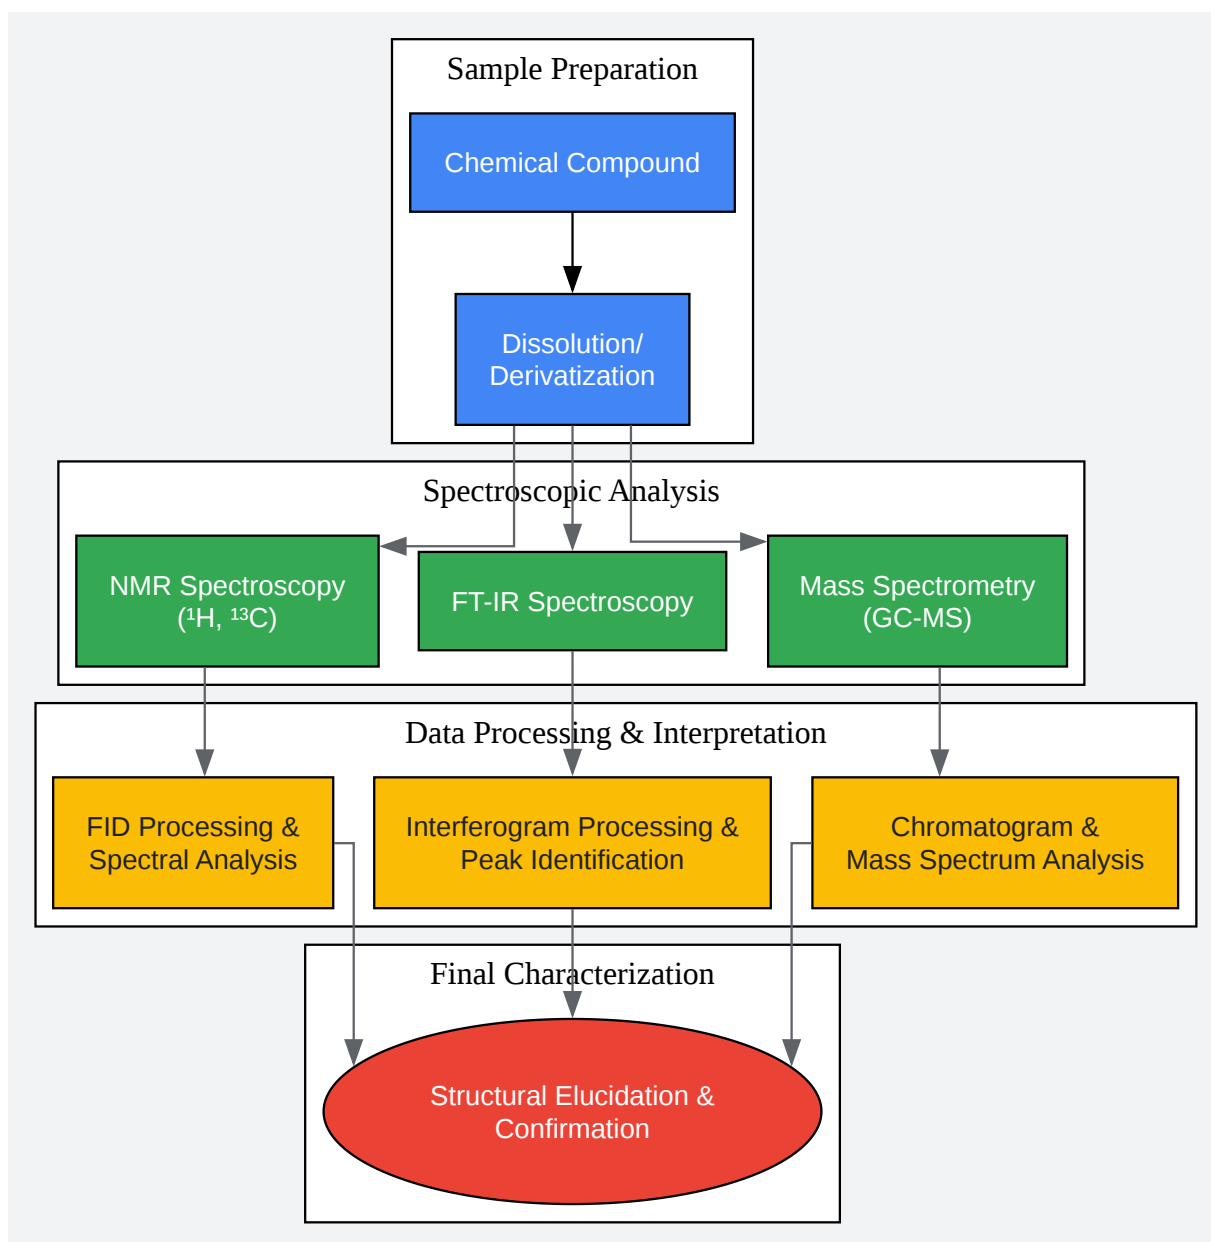 Sample Preparation
Chemical Compound
Dissolution/
Derivatization
Spectroscopic Analysis
NMR Spectroscopy
(¹H, ¹³C)
FT-IR Spectroscopy
Mass Spectrometry
(GC-MS)
Data Processing & Interpretation
FID Processing &
Spectral Analysis
Interferogram Processing &
Peak Identification
Chromatogram &
Mass Spectrum Analysis
Final Characterization
Structural Elucidation &
Confirmation